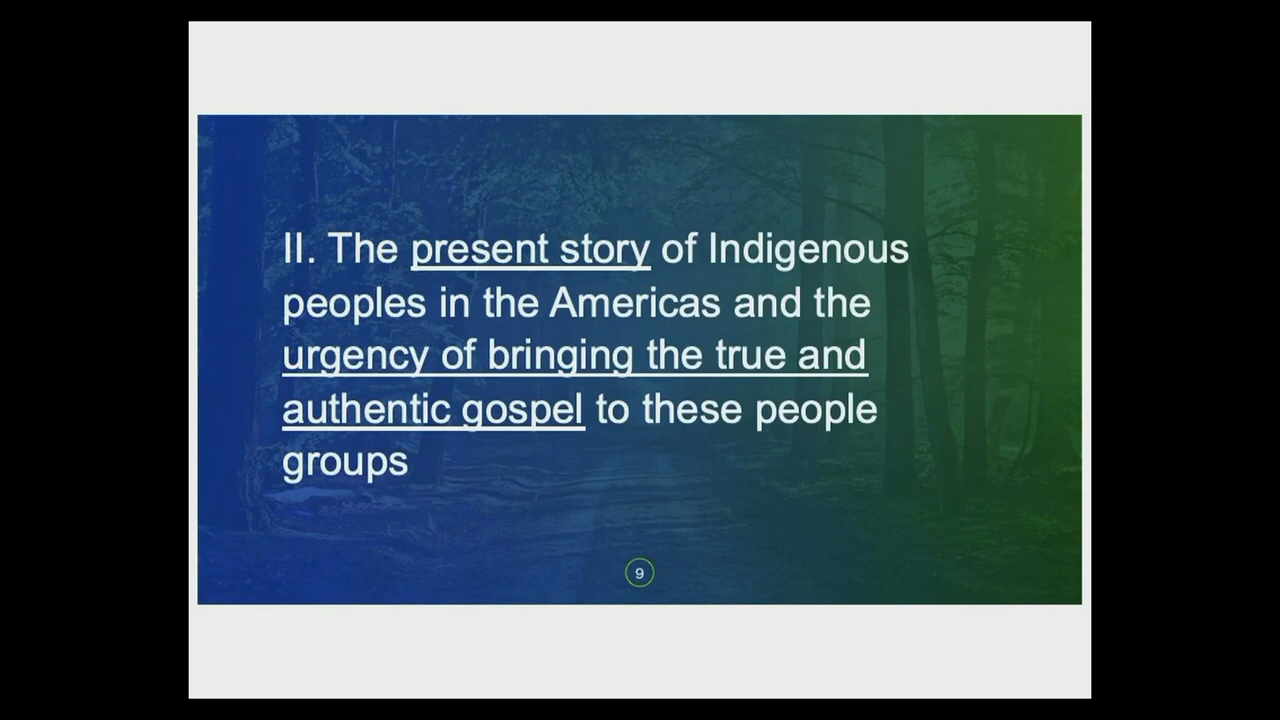 II. The present story of Indigenous
peoples in the Americas and the
urgency of bringing the true and
authentic gospel to these people
groups
9